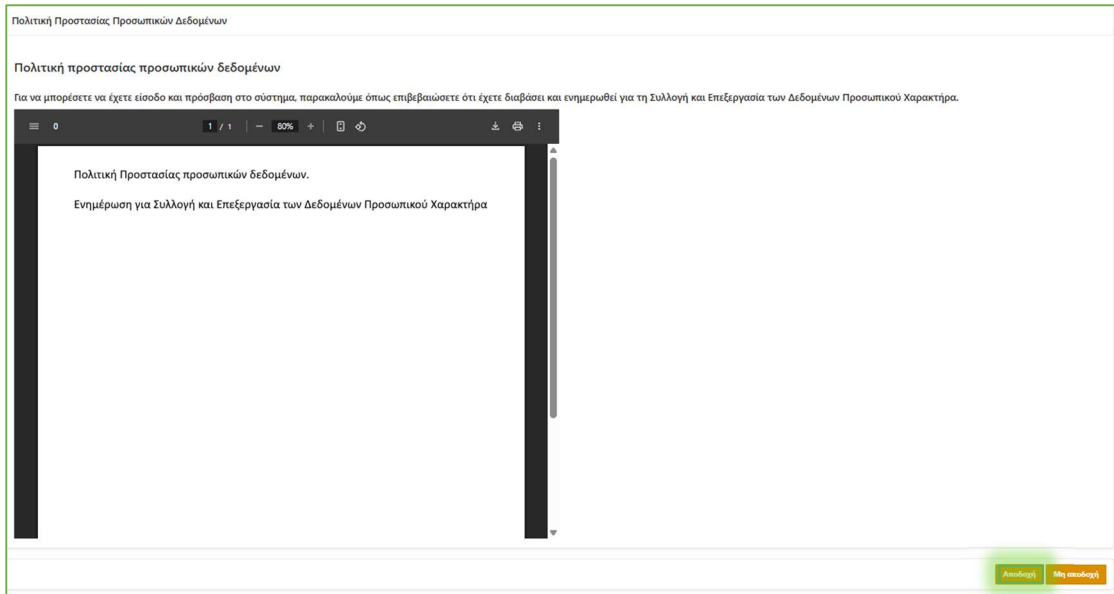 Πολιτική Προστασίας Προσωπικών Δεδομένων
Πολιτική προστασίας προσωπικών δεδομένων
Για να μπορέσετε να έχετε είσοδο και πρόσβαση στο σύστημα, παρακαλούμε όπως επιβεβαιώσετε ότι έχετε διαβάσει και ενημερωθεί για τη Συλλογή και Επεξεργασία των Δεδομένων Προσωπικού Χαρακτήρα.
0 1 / 1 − 80% +
Πολιτική Προστασίας προσωπικών δεδομένων.
Ενημέρωση για Συλλογή και Επεξεργασία των Δεδομένων Προσωπικού Χαρακτήρα
Αποδοχή Μη αποδοχή